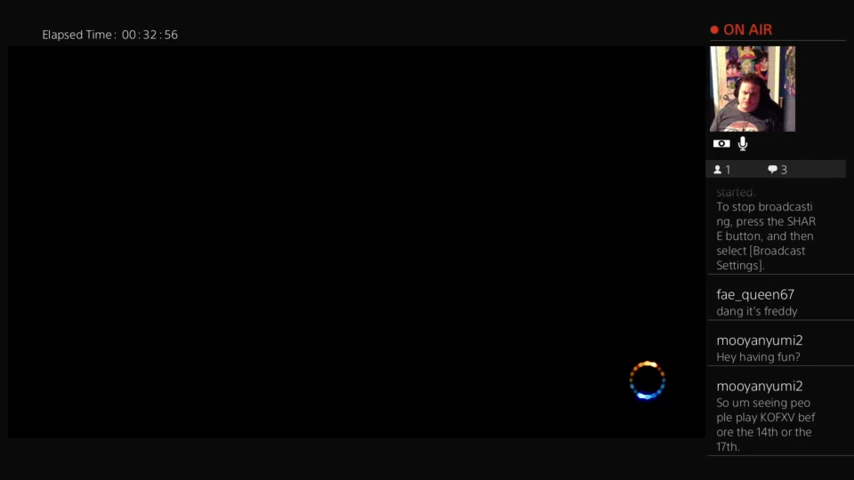 Elapsed Time: 00:32:56
ON AIR
1
3
started.
To stop broadcasti
ng, press the SHAR
E button, and then
select [Broadcast
Settings].
fae_queen67
dang it's freddy
mooyanyumi2
Hey having fun?
mooyanyumi2
So um seeing peo
ple play KOFXV bef
ore the 14th or the
17th.